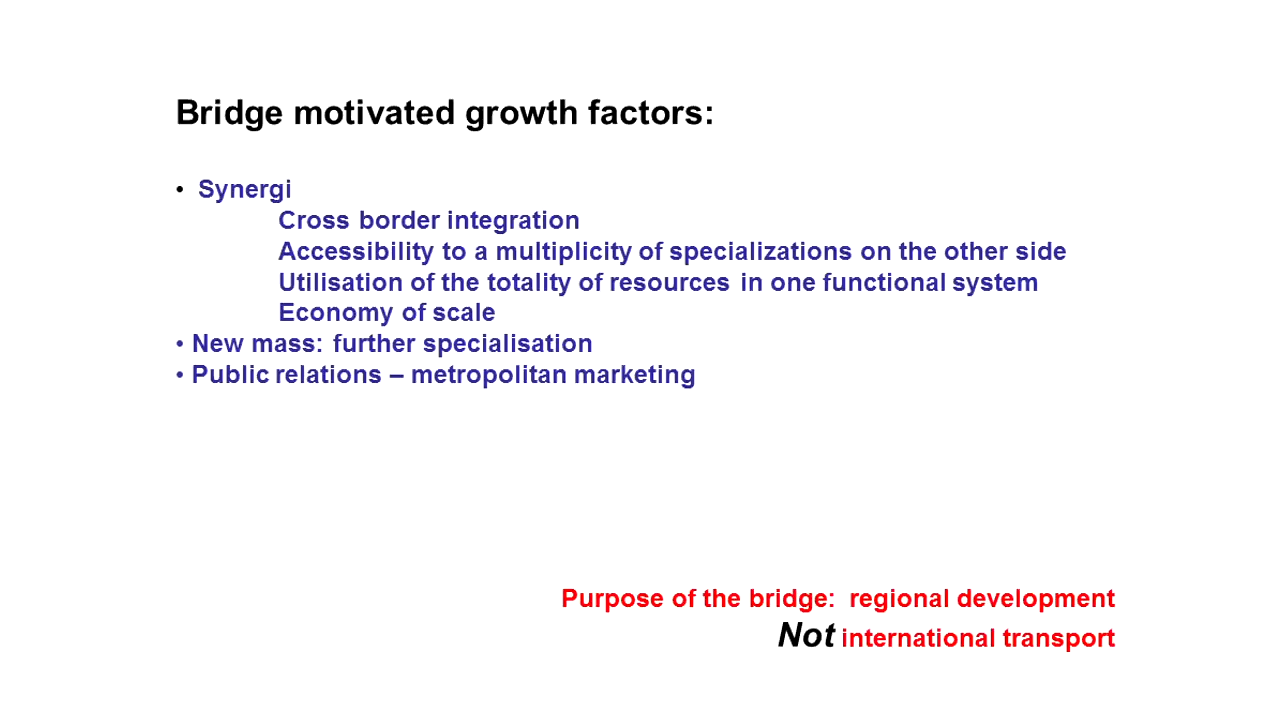 Bridge motivated growth factors:
• Synergi
Cross border integration
Accessibility to a multiplicity of specializations on the other side
Utilisation of the totality of resources in one functional system
Economy of scale
• New mass: further specialisation
• Public relations – metropolitan marketing
Purpose of the bridge: regional development
Not international transport